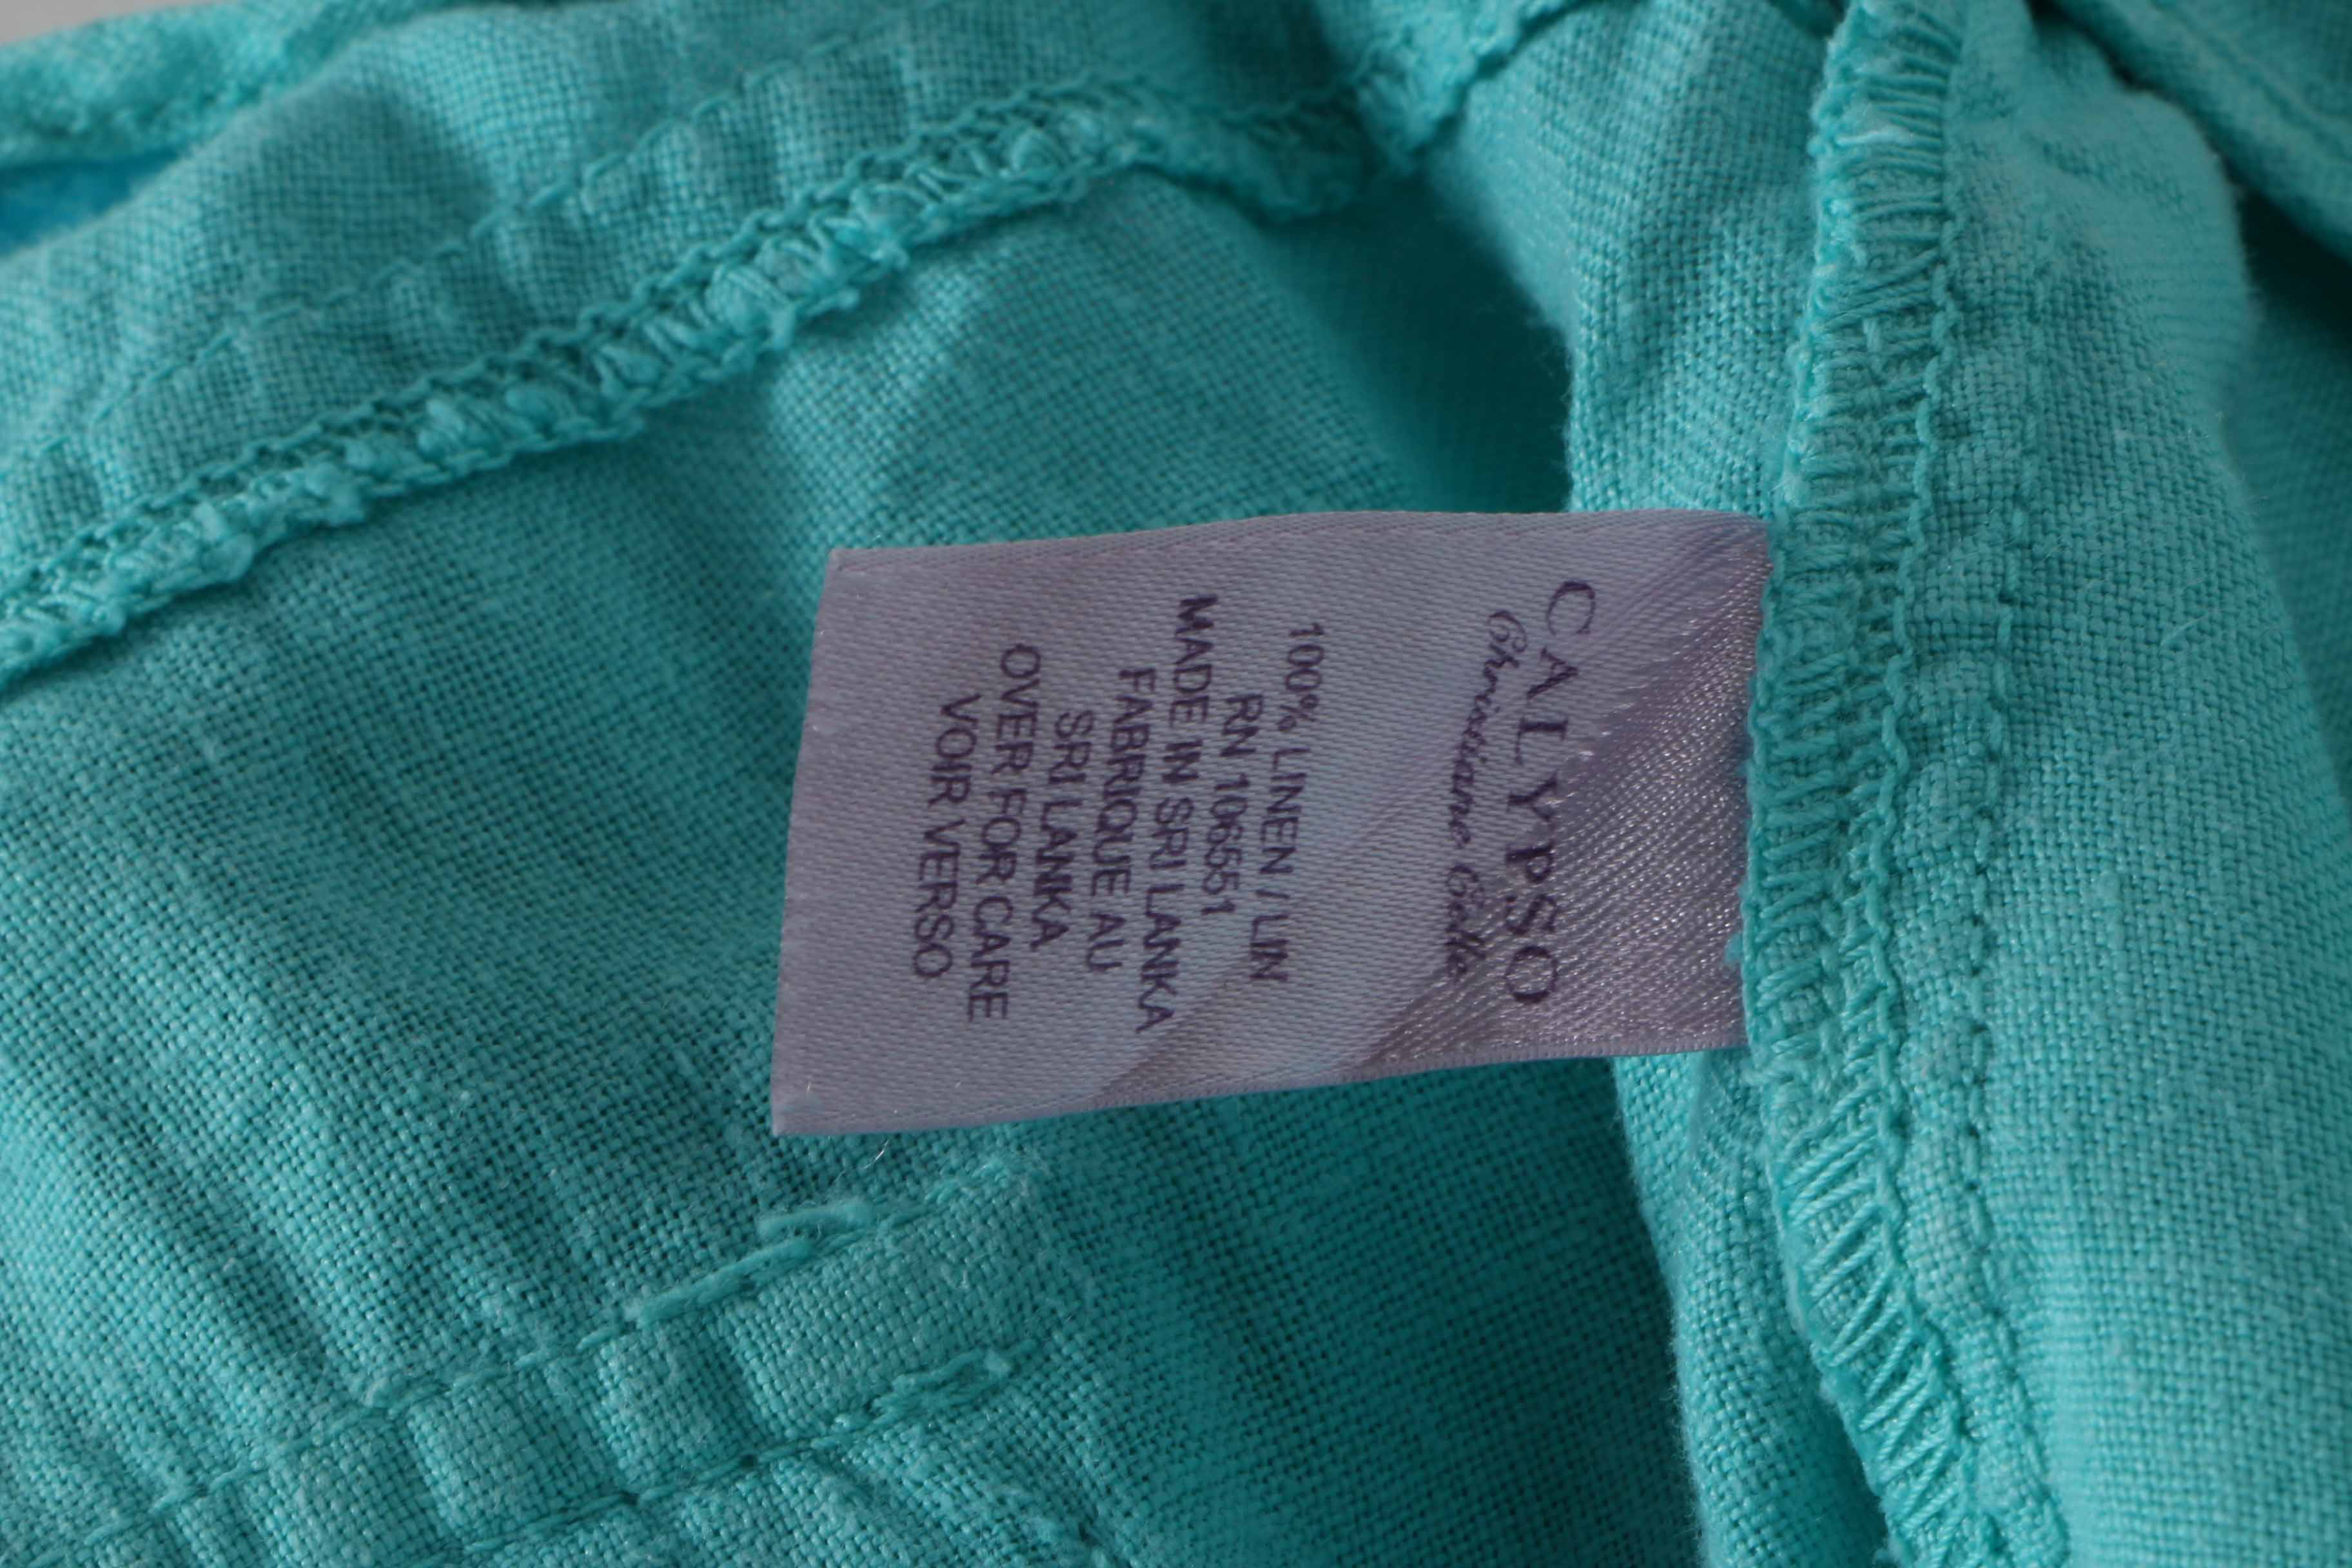 CALYPSO
Christiane Celle
100% LINEN / LIN
RN 106551
MADE IN SRI LANKA
FABRIQUE AU
SRI LANKA
OVER FOR CARE
VOIR VERSO